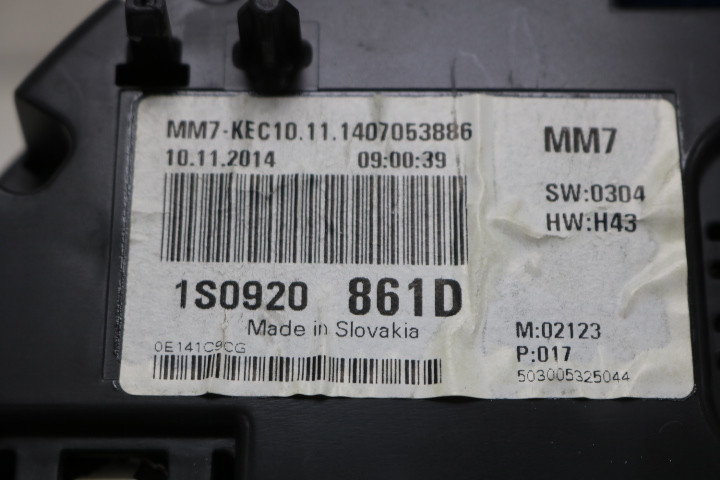 MM7-KEC10.11.1407053886
10.11.2014 09:00:39
1S0920 861D
Made in Slovakia
0E141C9CG
MM7
SW:0304
HW:H43
M:02123
P:017
503005325044